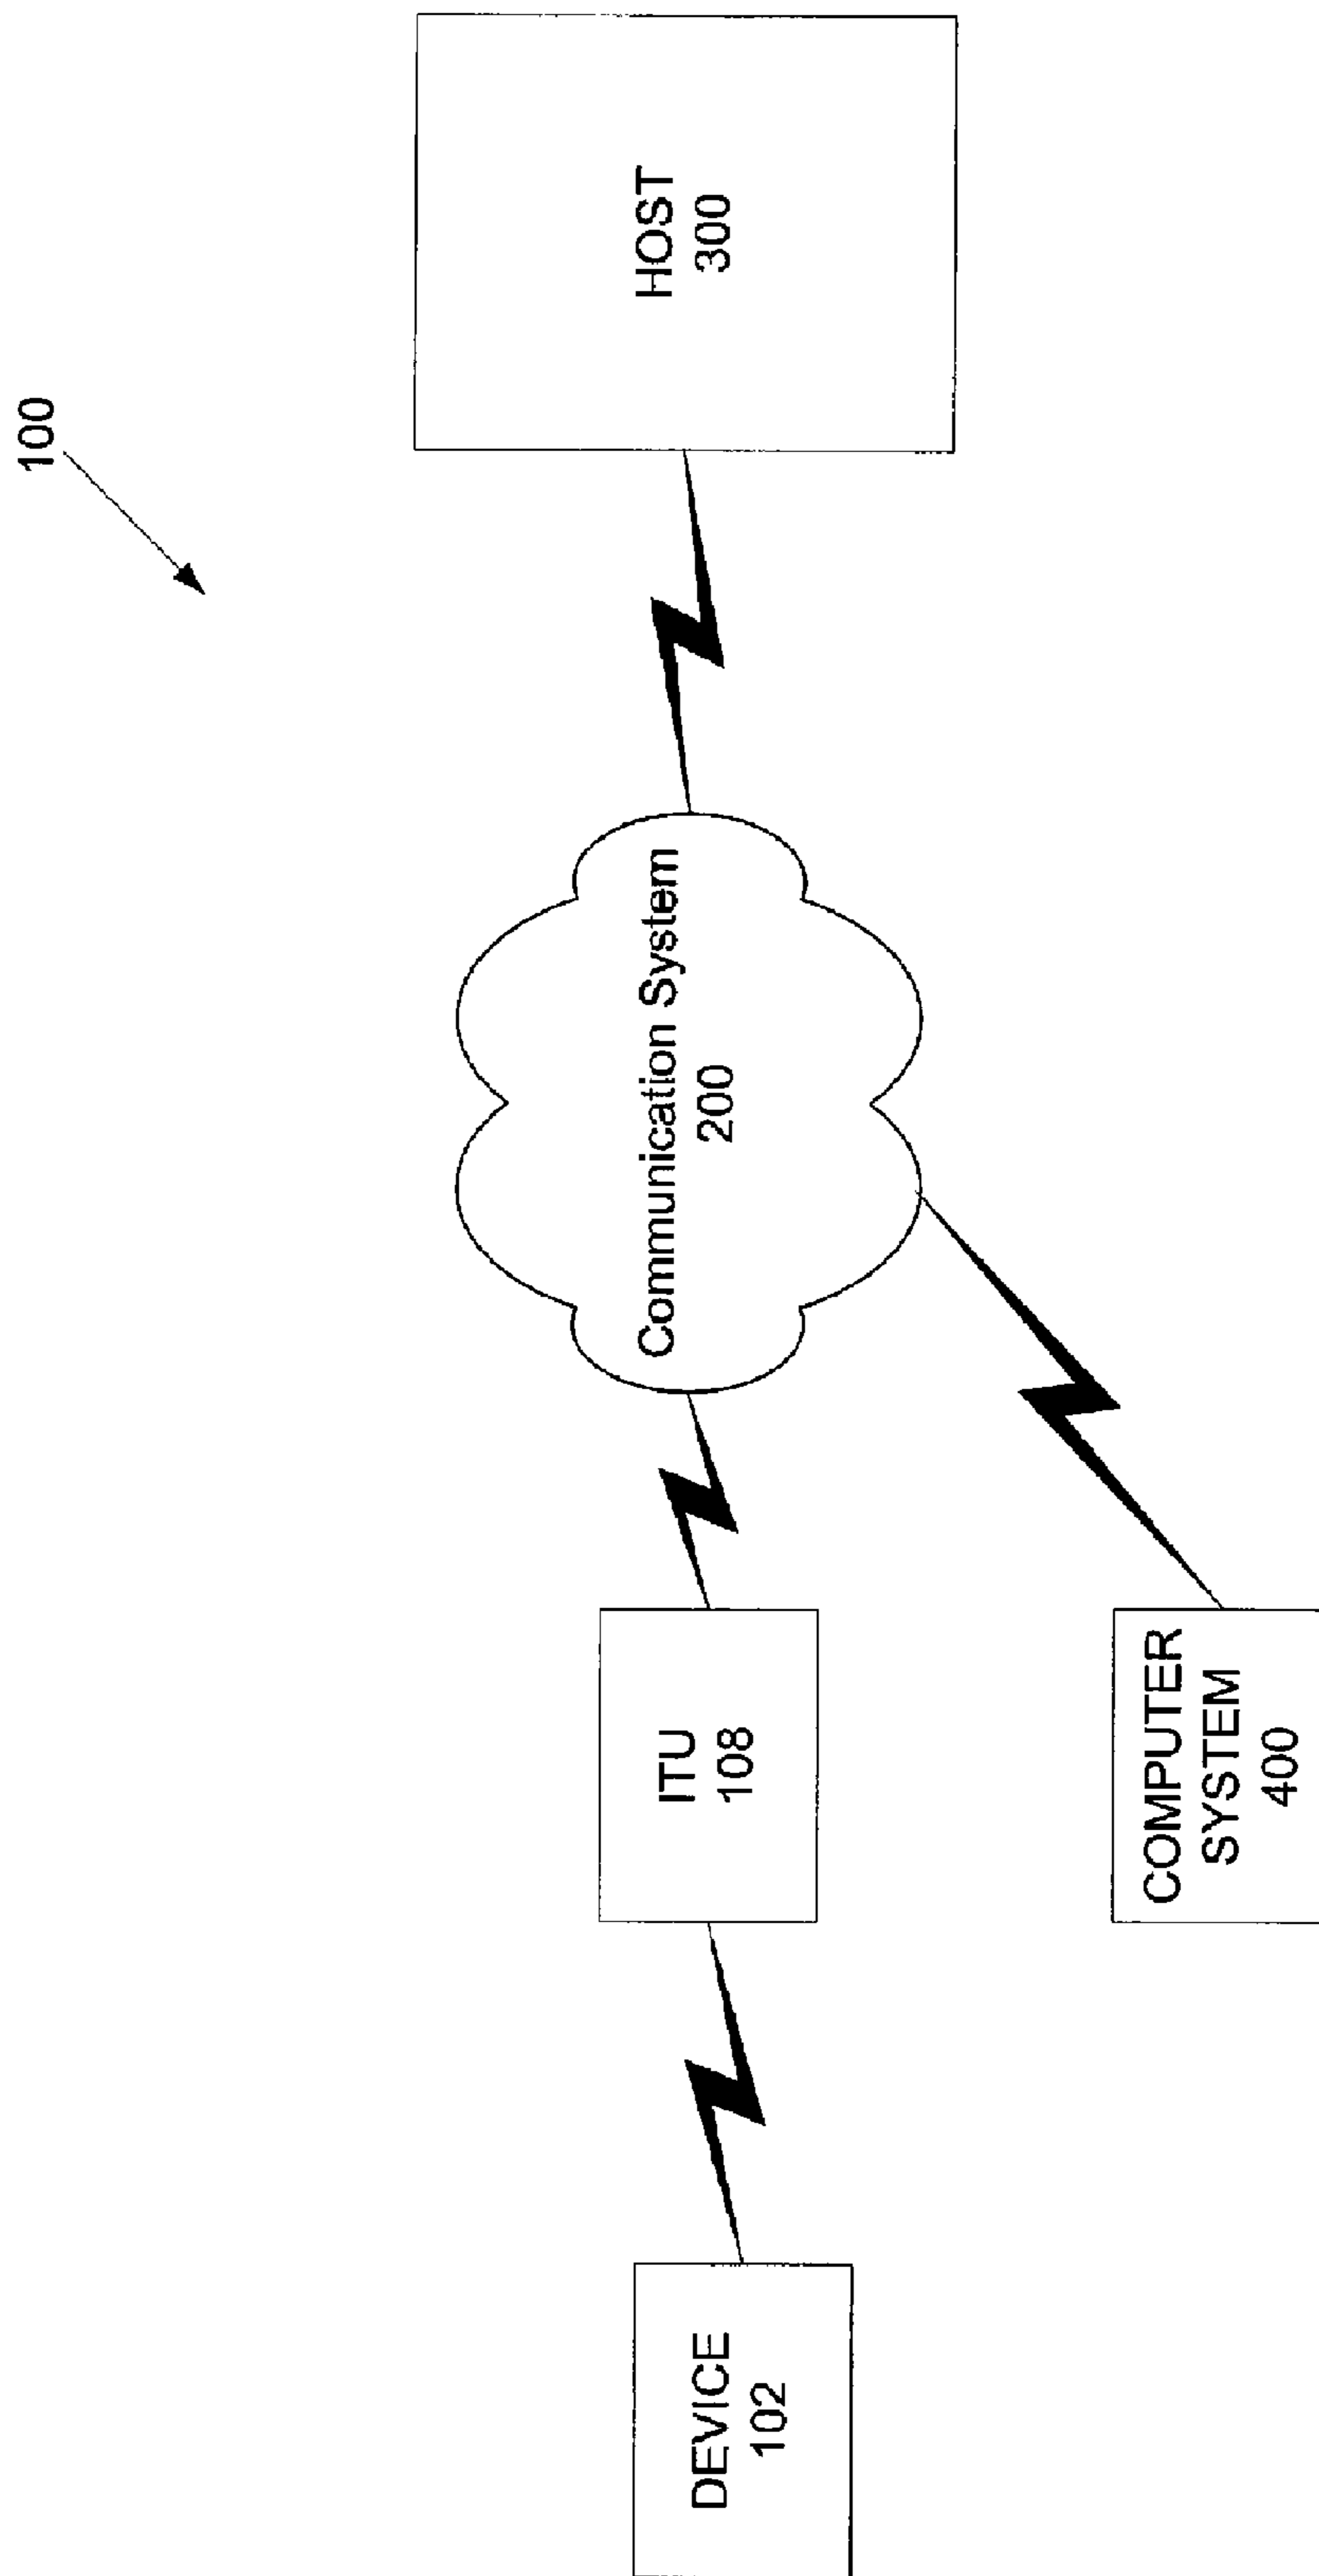 100
HOST
300
Communication System
200
ITU
108
COMPUTER
SYSTEM
400
DEVICE
102